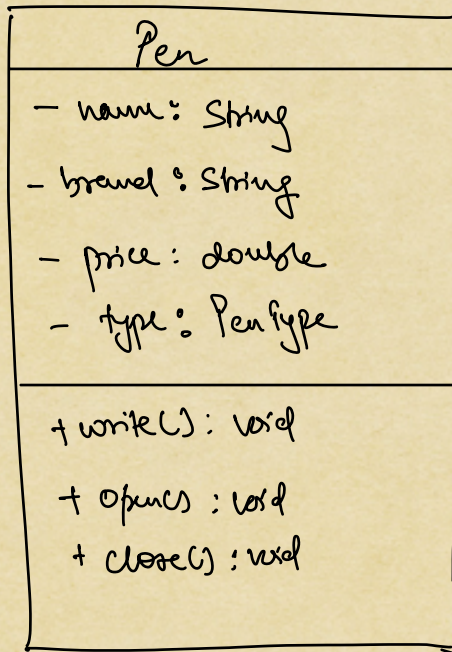 Pen
- name: String
- brand: String
- price: double
- type: PenType
+ write(): void
+ open(): void
+ close(): void